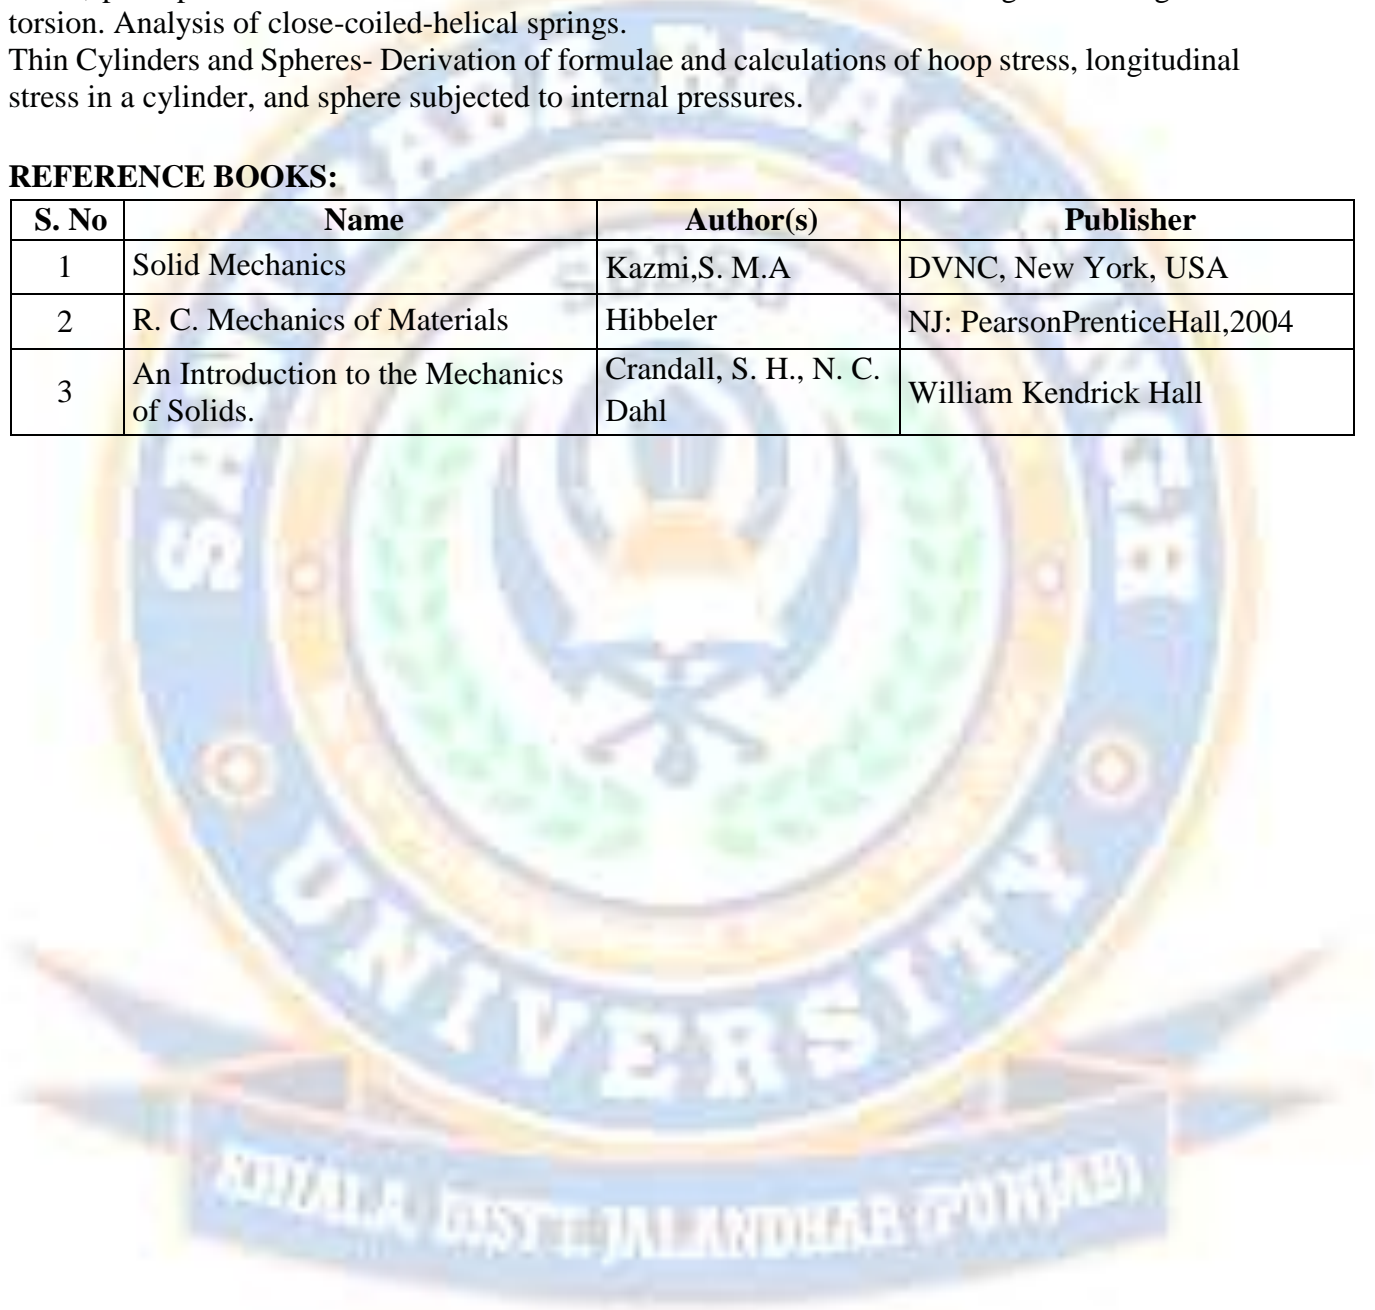 torsion. Analysis of close-coiled-helical springs.
Thin Cylinders and Spheres- Derivation of formulae and calculations of hoop stress, longitudinal
stress in a cylinder, and sphere subjected to internal pressures.
REFERENCE BOOKS:
S. No Name Author(s) Publisher
1 Solid Mechanics Kazmi,S. M.A DVNC, New York, USA
2 R. C. Mechanics of Materials Hibbeler NJ: PearsonPrenticeHall,2004
3 An Introduction to the Mechanics
of Solids. Crandall, S. H., N. C.
Dahl William Kendrick Hall
UNIVERSITY
DISTT. JALANDHAR (PUNJAB)